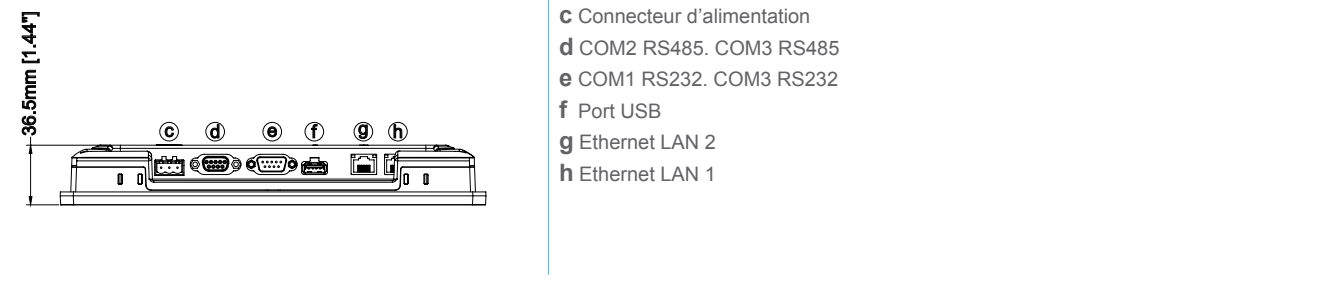 36.5mm [1.44"]
c d e f g h
c Connecteur d’alimentation
d COM2 RS485. COM3 RS485
e COM1 RS232. COM3 RS232
f Port USB
g Ethernet LAN 2
h Ethernet LAN 1